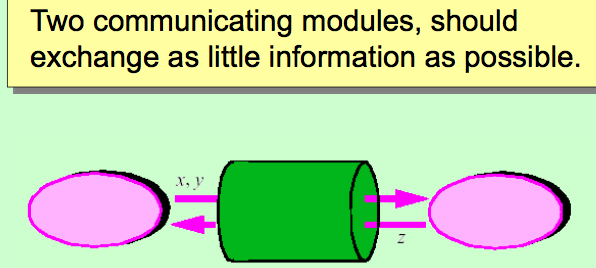 Two communicating modules, should
exchange as little information as possible.
x, y
z